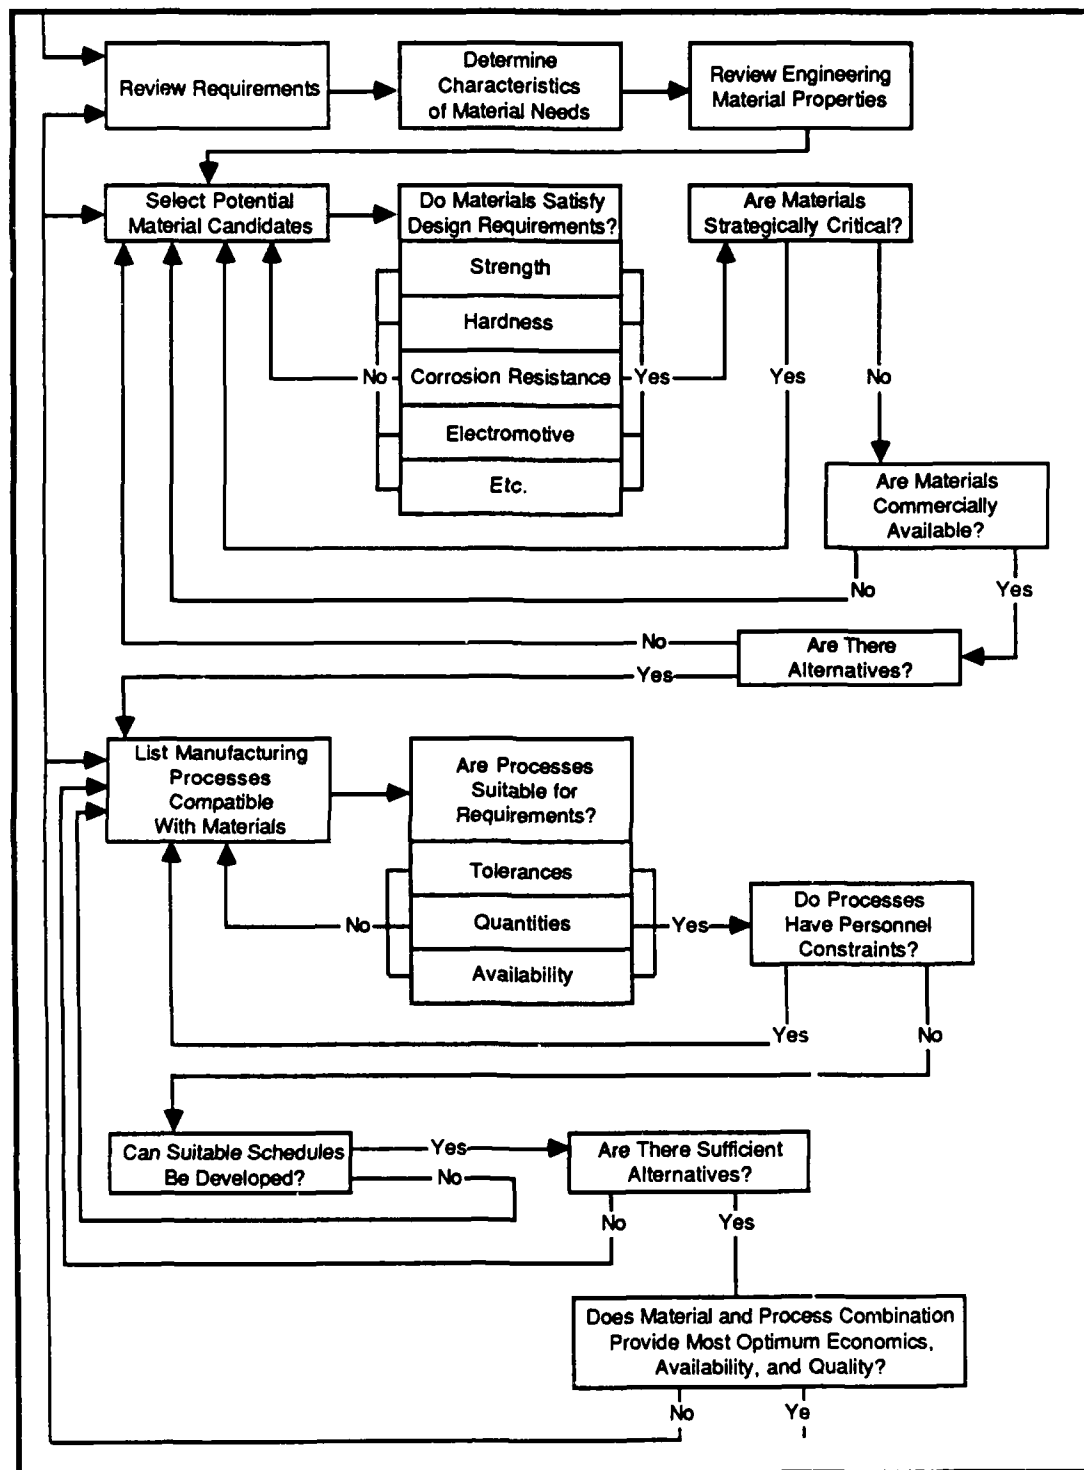 Review Requirements
Determine
Characteristics
of Material Needs
Review Engineering
Material Properties
Select Potential
Material Candidates
Do Materials Satisfy
Design Requirements?
Are Materials
Strategically Critical?
Strength
Hardness
No
Corrosion Resistance
Yes
Yes
No
Electromotive
Etc.
Are Materials
Commercially
Available?
No
Yes
No
Are There
Alternatives?
Yes
List Manufacturing
Processes
Compatible
With Materials
Are Processes
Suitable for
Requirements?
Tolerances
No
Quantities
Yes
Availability
Do Processes
Have Personnel
Constraints?
Yes
No
Can Suitable Schedules
Be Developed?
Yes
No
Are There Sufficient
Alternatives?
No
Yes
Does Material and Process Combination
Provide Most Optimum Economics,
Availability, and Quality?
No
Ye